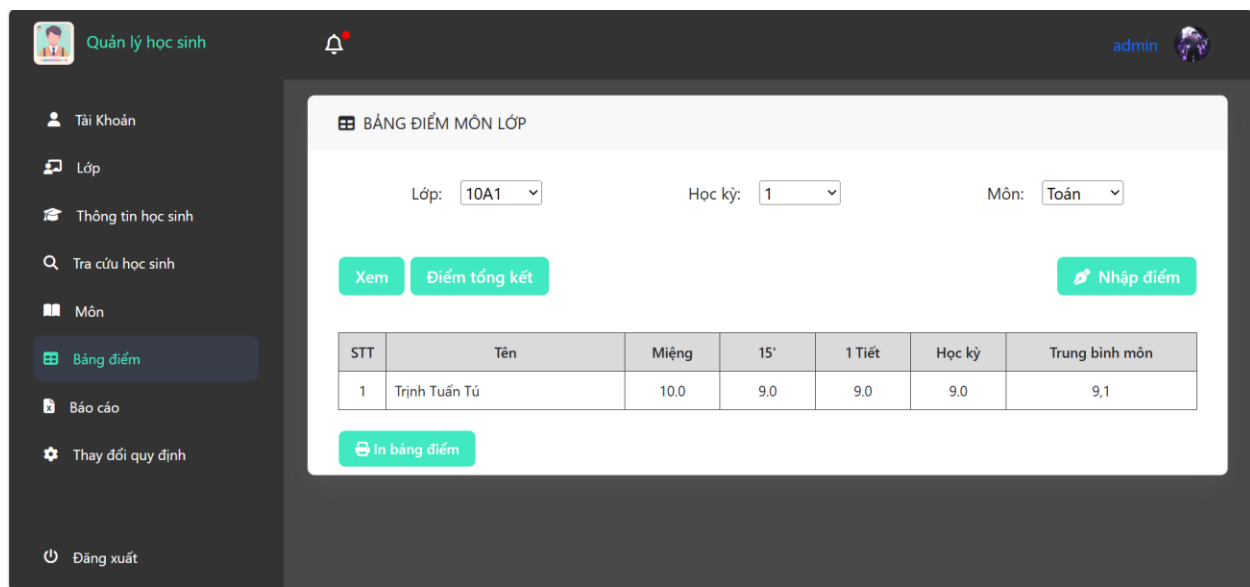 Quản lý học sinh
admin
Tài Khoản
Lớp
Thông tin học sinh
Tra cứu học sinh
Môn
Bảng điểm
Báo cáo
Thay đổi quy định
Đăng xuất
BẢNG ĐIỂM MÔN LỚP
Lớp: 10A1 Học kỳ: 1 Môn: Toán
Xem Điểm tổng kết Nhập điểm
STT Tên Miệng 15' 1 Tiết Học kỳ Trung bình môn
1 Trịnh Tuấn Tú 10.0 9.0 9.0 9.0 9,1
In bảng điểm